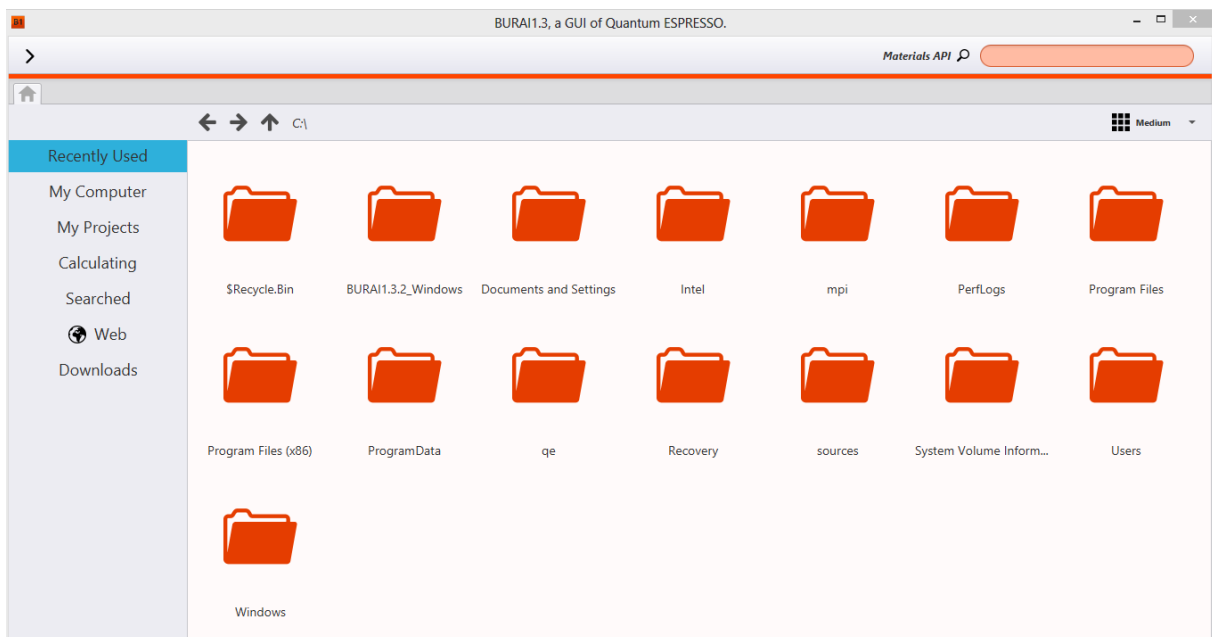 B1
BURAI1.3, a GUI of Quantum ESPRESSO.
Materials API
C:\
Medium
Recently Used
My Computer
My Projects
Calculating
Searched
Web
Downloads
$Recycle.Bin BURAI1.3.2_Windows Documents and Settings Intel mpi PerfLogs Program Files
Program Files (x86) ProgramData qe Recovery sources System Volume Inform... Users
Windows